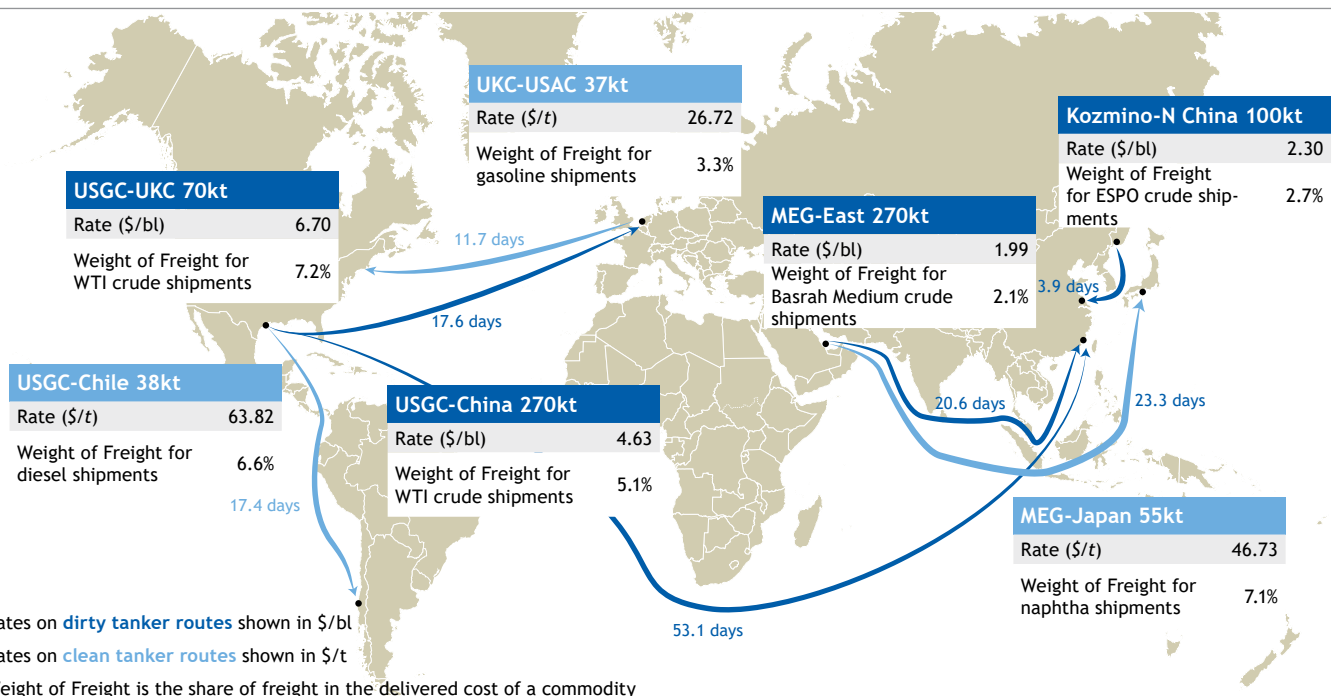 UKC-USAC 37kt
Rate ($/t) 26.72
Weight of Freight for
gasoline shipments 3.3%
Kozmino-N China 100kt
Rate ($/bl) 2.30
Weight of Freight
for ESPO crude ship-
ments 2.7%
USGC-UKC 70kt
Rate ($/bl) 6.70
Weight of Freight for
WTI crude shipments 7.2%
MEG-East 270kt
Rate ($/bl) 1.99
Weight of Freight for
Basrah Medium crude
shipments 2.1%
11.7 days
3.9 days
17.6 days
USGC-Chile 38kt
Rate ($/t) 63.82
Weight of Freight for
diesel shipments 6.6%
17.4 days
USGC-China 270kt
Rate ($/bl) 4.63
Weight of Freight for
WTI crude shipments 5.1%
20.6 days
23.3 days
MEG-Japan 55kt
Rate ($/t) 46.73
Weight of Freight for
naphtha shipments 7.1%
53.1 days
ates on dirty tanker routes shown in $/bl
ates on clean tanker routes shown in $/t
eight of Freight is the share of freight in the delivered cost of a commodity